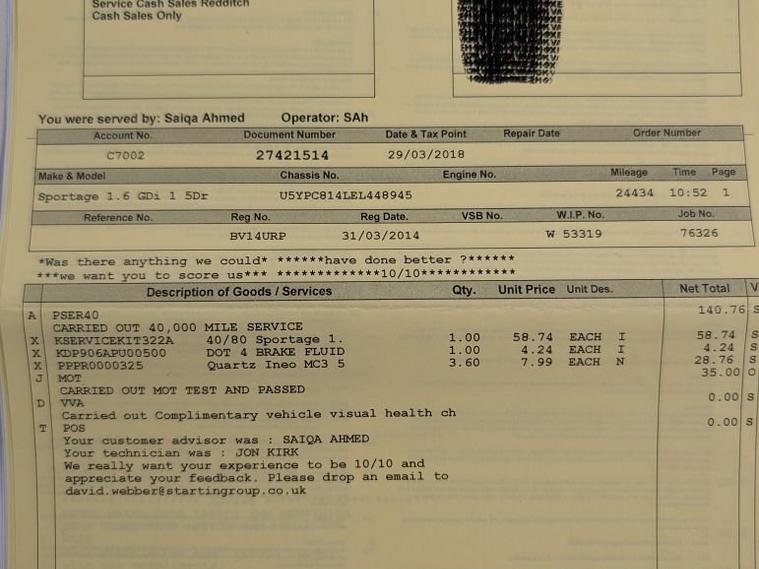 Service Cash Sales Redditch
Cash Sales Only
You were served by: Saiqa Ahmed Operator: SAh
Account No. Document Number Date & Tax Point Repair Date Order Number
C7002 27421514 29/03/2018
Make & Model Chassis No. Engine No. Mileage Time Page
Sportage 1.6 GDi 1 5Dr U5YPC814LEL448945 24434 10:52 1
Reference No. Reg No. Reg Date. VSB No. W.I.P. No. Job No.
BV14URP 31/03/2014 W 53319 76326
*Was there anything we could* ******have done better ?******
***we want you to score us*** *************10/10************
Description of Goods / Services Qty. Unit Price Unit Des. Net Total V
A PSER40 140.76 S
CARRIED OUT 40,000 MILE SERVICE
X KSERVICEKIT322A 40/80 Sportage 1. 1.00 58.74 EACH I 58.74 S
X KDP906APU00500 DOT 4 BRAKE FLUID 1.00 4.24 EACH I 4.24 S
X PPPR0000325 Quartz Ineo MC3 5 3.60 7.99 EACH N 28.76 S
J MOT 35.00 O
CARRIED OUT MOT TEST AND PASSED
D VVA 0.00 S
Carried out Complimentary vehicle visual health ch
T POS 0.00 S
Your customer advisor was : SAIQA AHMED
Your technician was : JON KIRK
We really want your experience to be 10/10 and
appreciate your feedback. Please drop an email to
david.webber@startingroup.co.uk